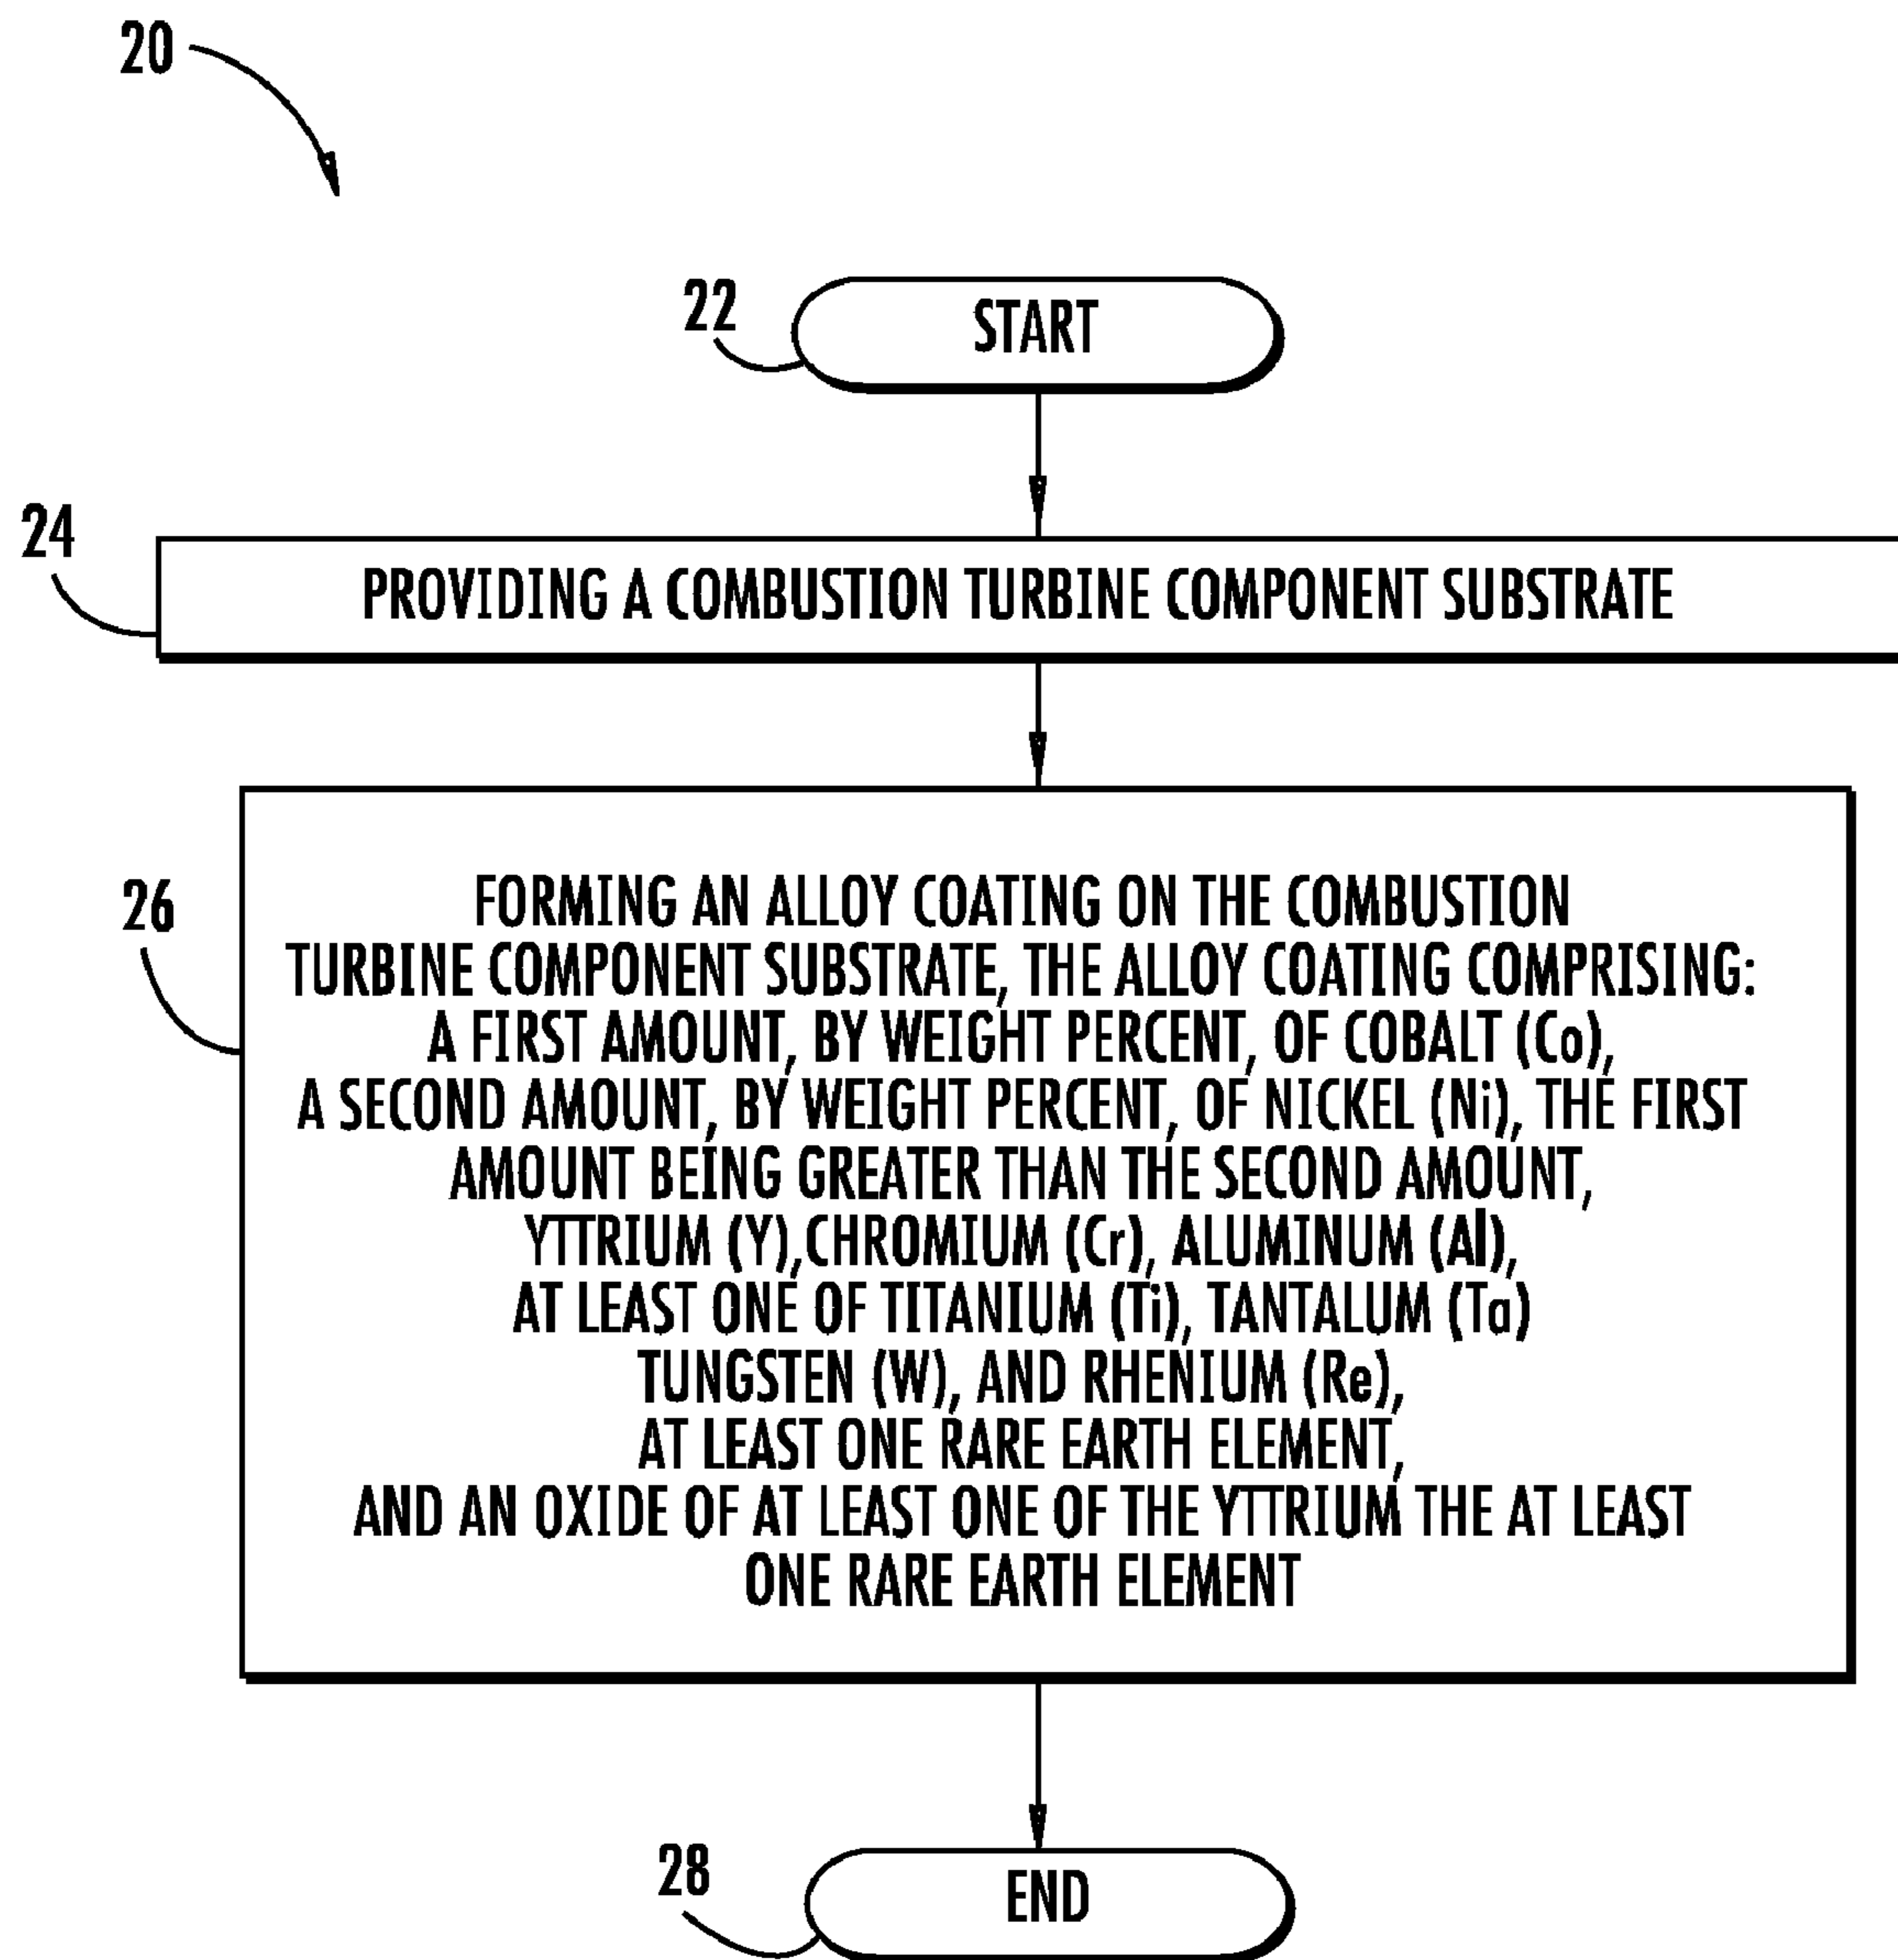 20
22
START
24
PROVIDING A COMBUSTION TURBINE COMPONENT SUBSTRATE
26
FORMING AN ALLOY COATING ON THE COMBUSTION
TURBINE COMPONENT SUBSTRATE, THE ALLOY COATING COMPRISING:
A FIRST AMOUNT, BY WEIGHT PERCENT, OF COBALT (Co),
A SECOND AMOUNT, BY WEIGHT PERCENT, OF NICKEL (Ni), THE FIRST
AMOUNT BEING GREATER THAN THE SECOND AMOUNT,
YTTRIUM (Y),CHROMIUM (Cr), ALUMINUM (Al),
AT LEAST ONE OF TITANIUM (Ti), TANTALUM (Ta)
TUNGSTEN (W), AND RHENIUM (Re),
AT LEAST ONE RARE EARTH ELEMENT,
AND AN OXIDE OF AT LEAST ONE OF THE YTTRIUM THE AT LEAST
ONE RARE EARTH ELEMENT
28
END